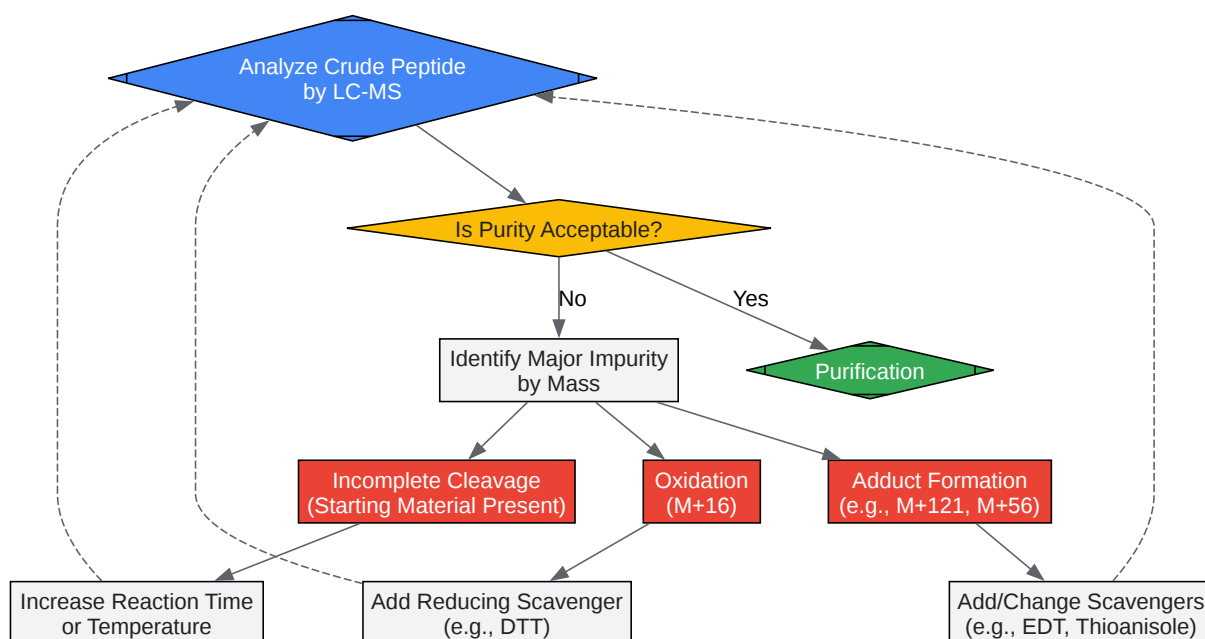 Analyze Crude Peptide
by LC-MS
Is Purity Acceptable?
No
Yes
Identify Major Impurity
by Mass
Purification
Incomplete Cleavage
(Starting Material Present)
Oxidation
(M+16)
Adduct Formation
(e.g., M+121, M+56)
Increase Reaction Time
or Temperature
Add Reducing Scavenger
(e.g., DTT)
Add/Change Scavengers
(e.g., EDT, Thioanisole)